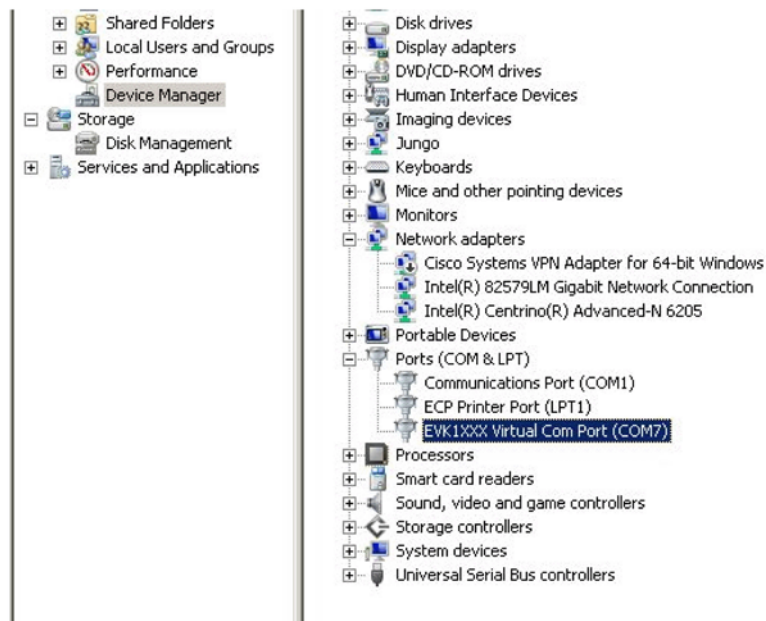 Shared Folders
Local Users and Groups
Performance
Device Manager
Storage
Disk Management
Services and Applications
Disk drives
Display adapters
DVD/CD-ROM drives
Human Interface Devices
Imaging devices
Jungo
Keyboards
Mice and other pointing devices
Monitors
Network adapters
Cisco Systems VPN Adapter for 64-bit Windows
Intel(R) 82579LM Gigabit Network Connection
Intel(R) Centrino(R) Advanced-N 6205
Portable Devices
Ports (COM & LPT)
Communications Port (COM1)
ECP Printer Port (LPT1)
EVK1XXX Virtual Com Port (COM7)
Processors
Smart card readers
Sound, video and game controllers
Storage controllers
System devices
Universal Serial Bus controllers